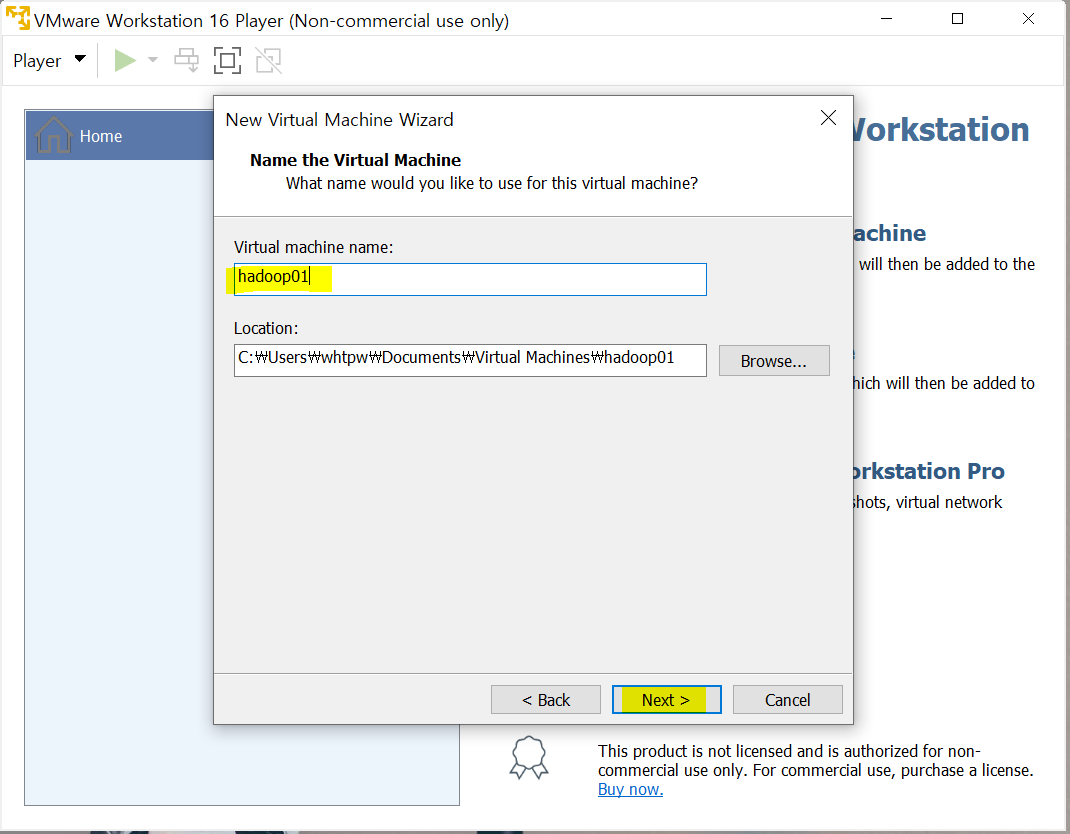 VMware Workstation 16 Player (Non-commercial use only)
Player
Home
New Virtual Machine Wizard
Name the Virtual Machine
What name would you like to use for this virtual machine?
Virtual machine name:
hadoop01
Location:
C:₩Users₩whtpw₩Documents₩Virtual Machines₩hadoop01
Browse...
< Back
Next >
Cancel
Workstation
achine
will then be added to the
hich will then be added to
orkstation Pro
shots, virtual network
This product is not licensed and is authorized for non-
commercial use only. For commercial use, purchase a license.
Buy now.